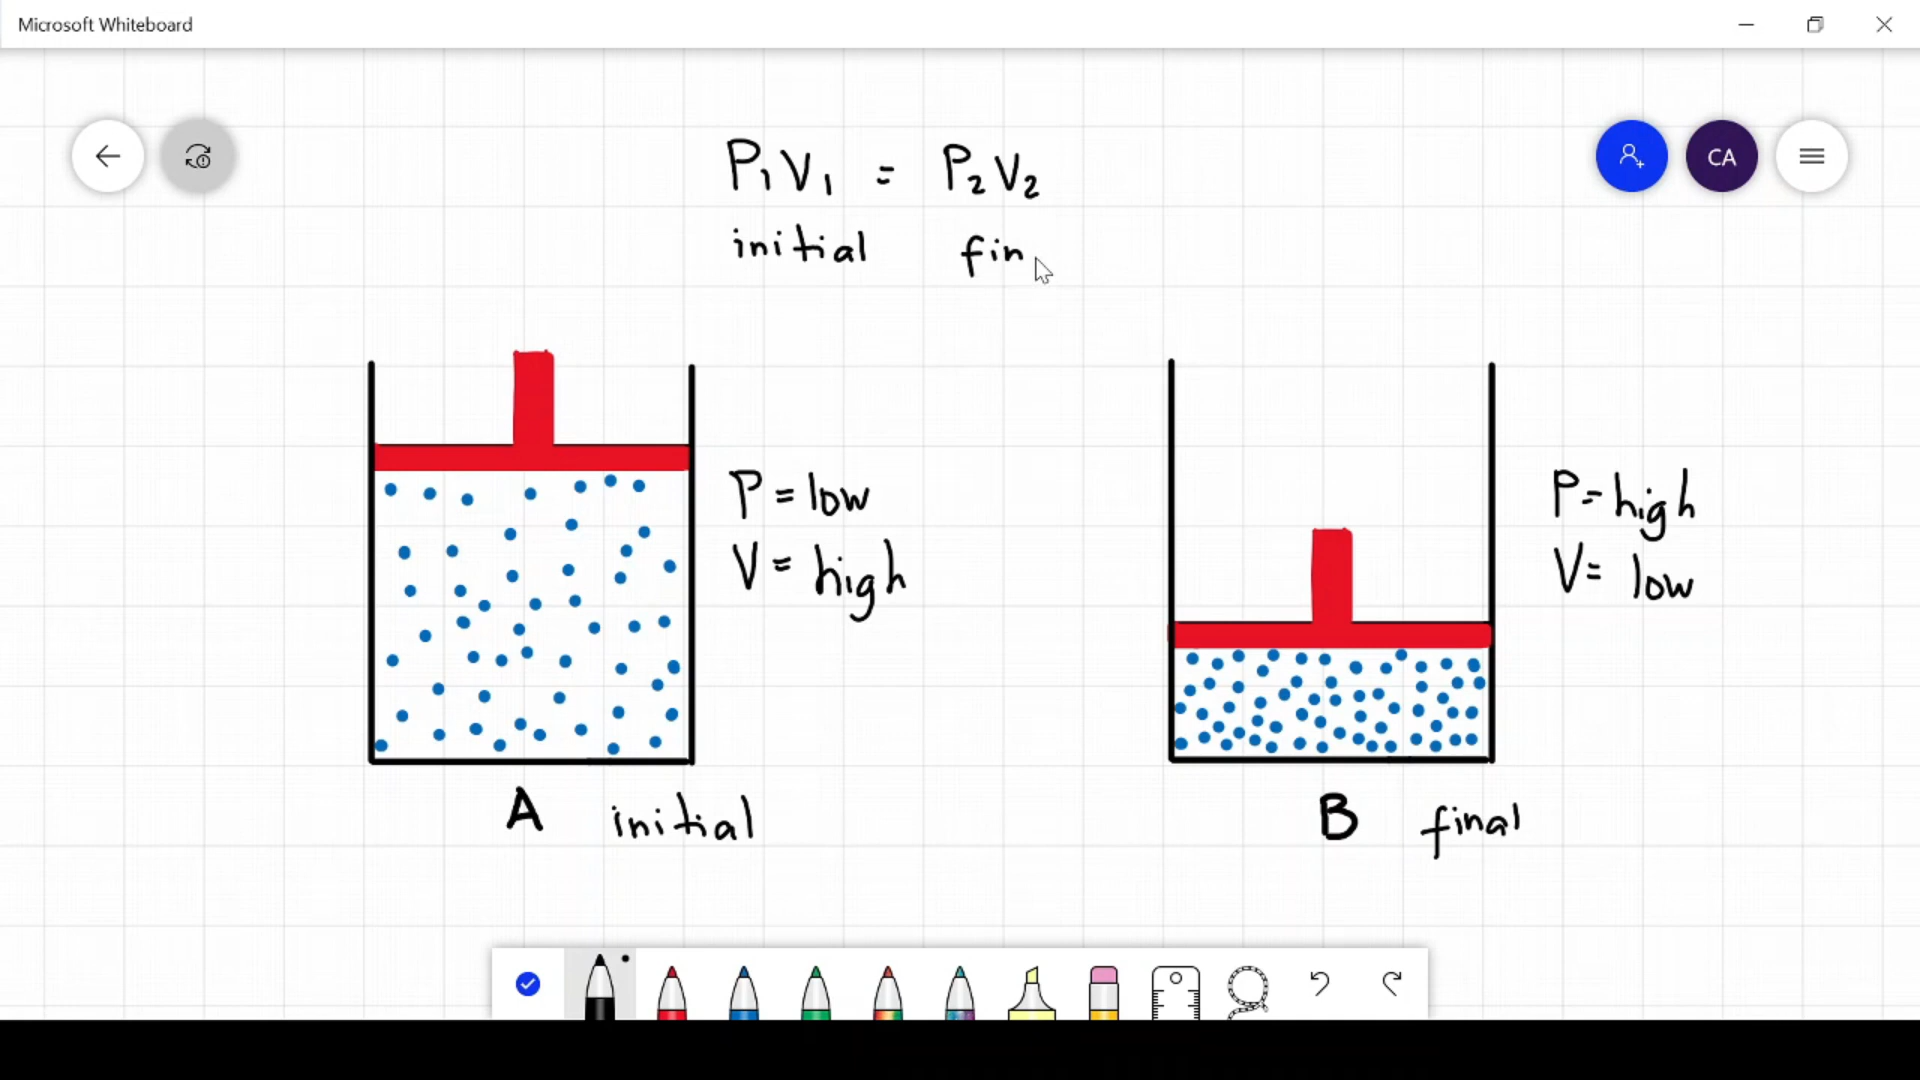 Microsoft Whiteboard
CA
P₁V₁ = P₂V₂
initial fin
P = low
V = high
P = high
V = low
A initial
B final